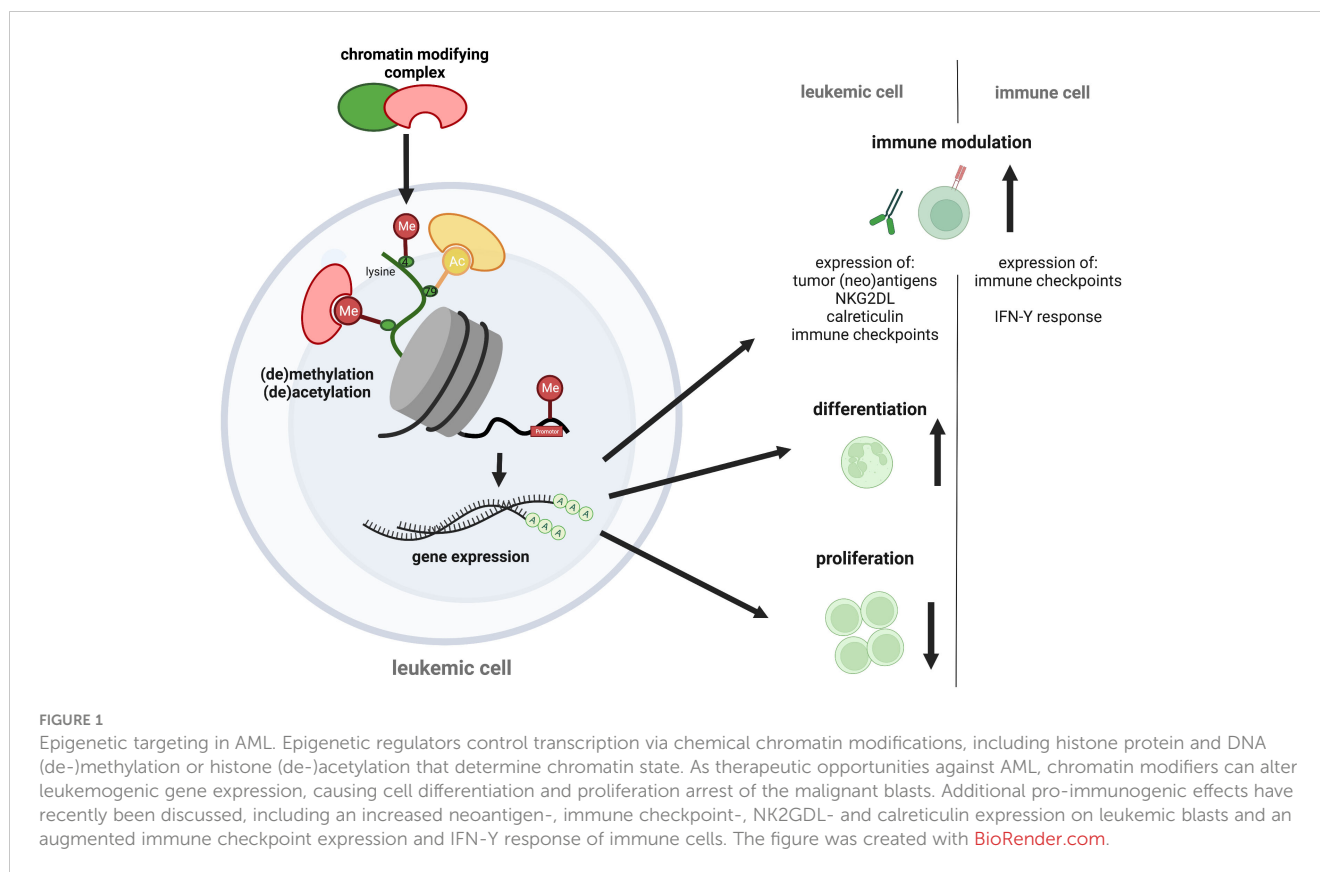 chromatin modifying
complex
Me
4
lysine
Ac
79
Me
(de)methylation
(de)acetylation
Me
Promotor
A A A
A A A
gene expression
leukemic cell
leukemic cell
immune cell
immune modulation
expression of:
tumor (neo)antigens
NKG2DL
calreticulin
immune checkpoints
expression of:
immune checkpoints
IFN-Y response
differentiation
proliferation
FIGURE 1
Epigenetic targeting in AML. Epigenetic regulators control transcription via chemical chromatin modifications, including histone protein and DNA
(de-)methylation or histone (de-)acetylation that determine chromatin state. As therapeutic opportunities against AML, chromatin modifiers can alter
leukemogenic gene expression, causing cell differentiation and proliferation arrest of the malignant blasts. Additional pro-immunogenic effects have
recently been discussed, including an increased neoantigen-, immune checkpoint-, NK2GDL- and calreticulin expression on leukemic blasts and an
augmented immune checkpoint expression and IFN-Y response of immune cells. The figure was created with BioRender.com.